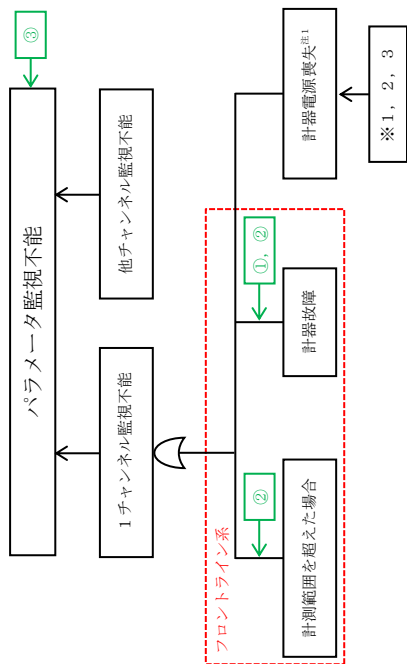 パラメータ監視不能
③
1チャンネル監視不能
他チャンネル監視不能
フロントライン系
②
①，②
計測範囲を超えた場合
計器故障
計器電源喪失注1
※1，2，3